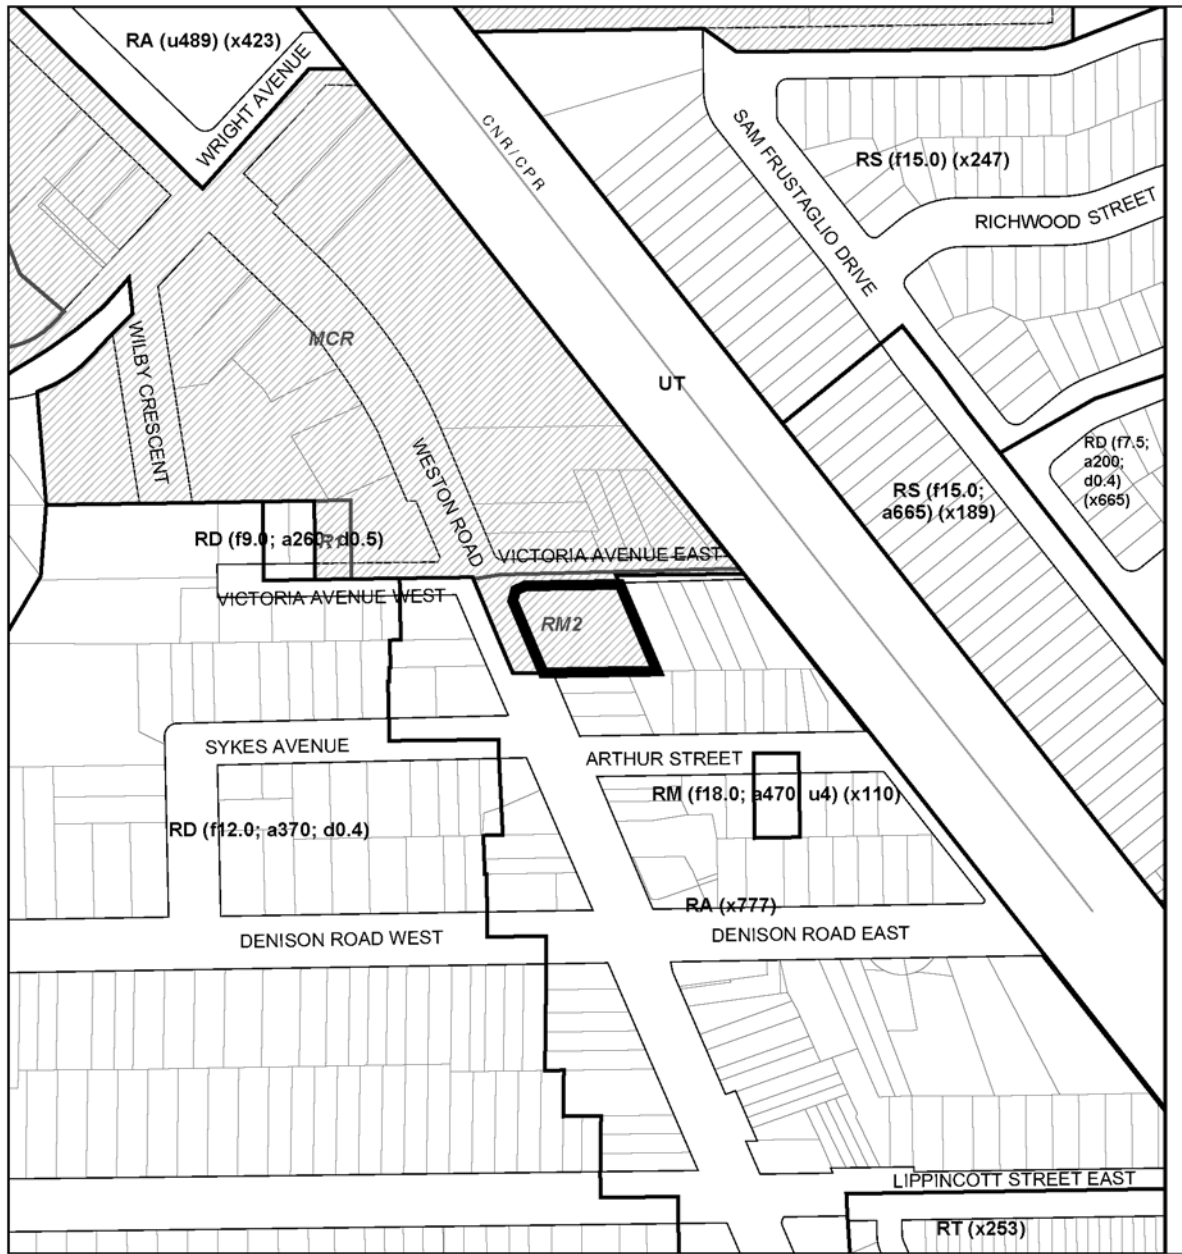 RA (u489) (x423)
WRIGHT AVENUE
CNR/CPR
SAM FRUSTAGLIO DRIVE
RS (f15.0) (x247)
RICHWOOD STREET
MCR
WILBY CRESCENT
WESTON ROAD
UT
RD (f7.5;
a200;
d0.4)
(x665)
RS (f15.0;
a665) (x189)
RD (f9.0; a260; d0.5)
VICTORIA AVENUE EAST
VICTORIA AVENUE WEST
RM2
SYKES AVENUE
ARTHUR STREET
RM (f18.0; a470 u4) (x110)
RD (f12.0; a370; d0.4)
RA (x777)
DENISON ROAD WEST
DENISON ROAD EAST
LIPPINCOTT STREET EAST
RT (x253)